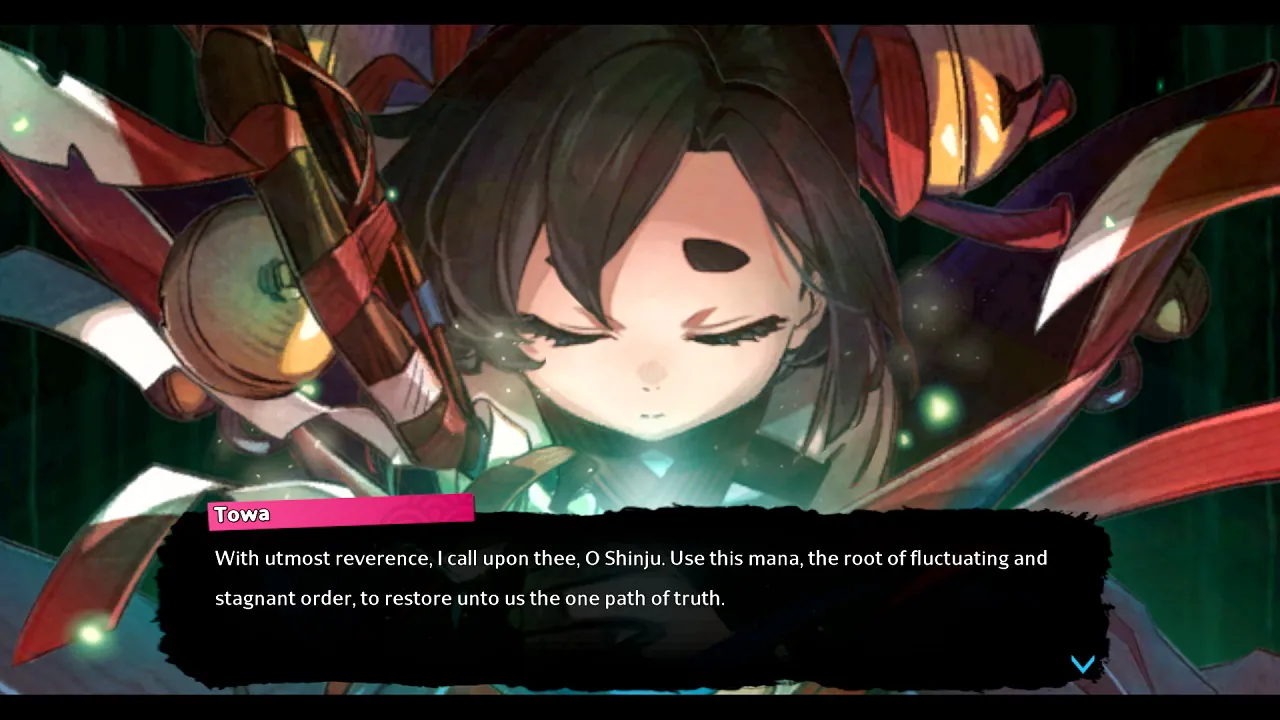 Towa
With utmost reverence, I call upon thee, O Shinju. Use this mana, the root of fluctuating and
stagnant order, to restore unto us the one path of truth.